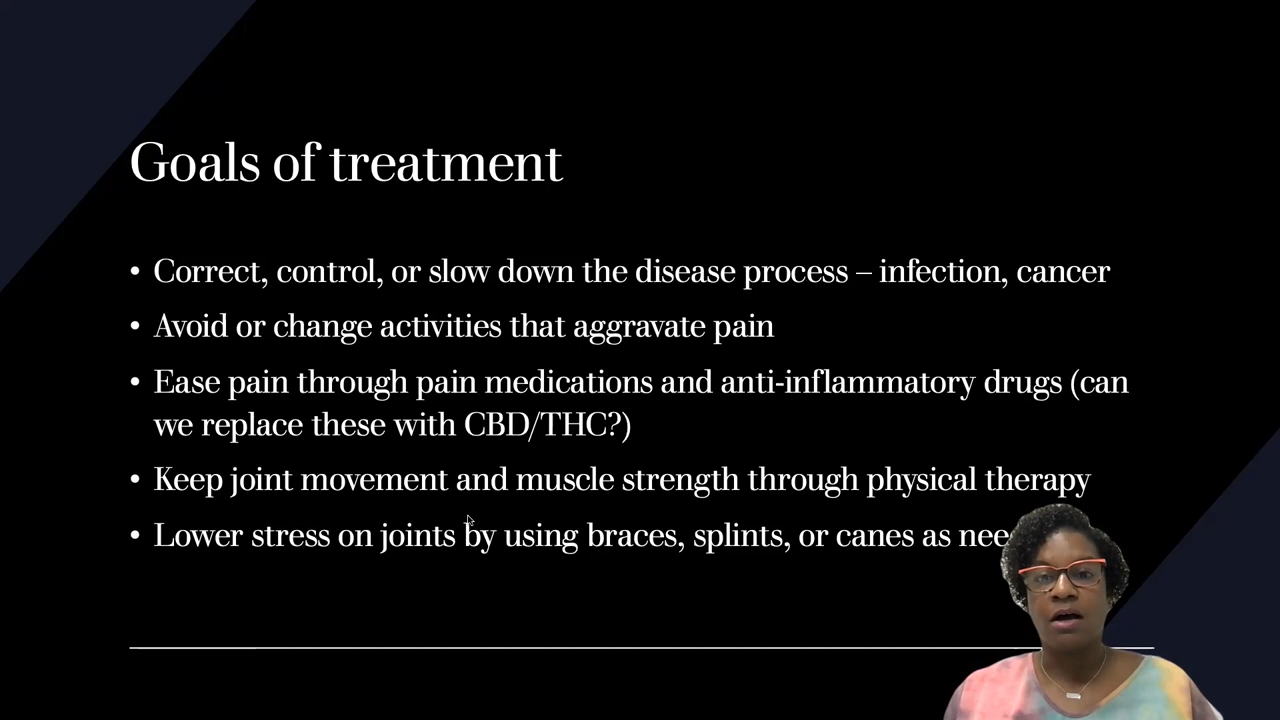 Goals of treatment
• Correct, control, or slow down the disease process – infection, cancer
• Avoid or change activities that aggravate pain
• Ease pain through pain medications and anti-inflammatory drugs (can
we replace these with CBD/THC?)
• Keep joint movement and muscle strength through physical therapy
• Lower stress on joints by using braces, splints, or canes as